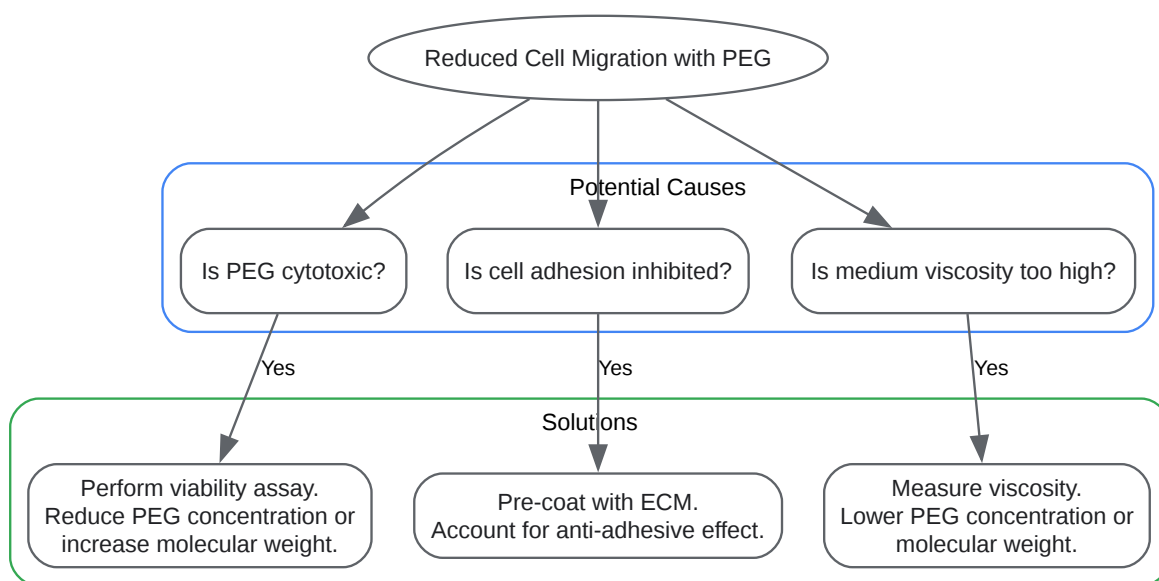 Reduced Cell Migration with PEG
Potential Causes
Is PEG cytotoxic?
Is cell adhesion inhibited?
Is medium viscosity too high?
Yes
Yes
Yes
Solutions
Perform viability assay.
Reduce PEG concentration or
increase molecular weight.
Pre-coat with ECM.
Account for anti-adhesive effect.
Measure viscosity.
Lower PEG concentration or
molecular weight.